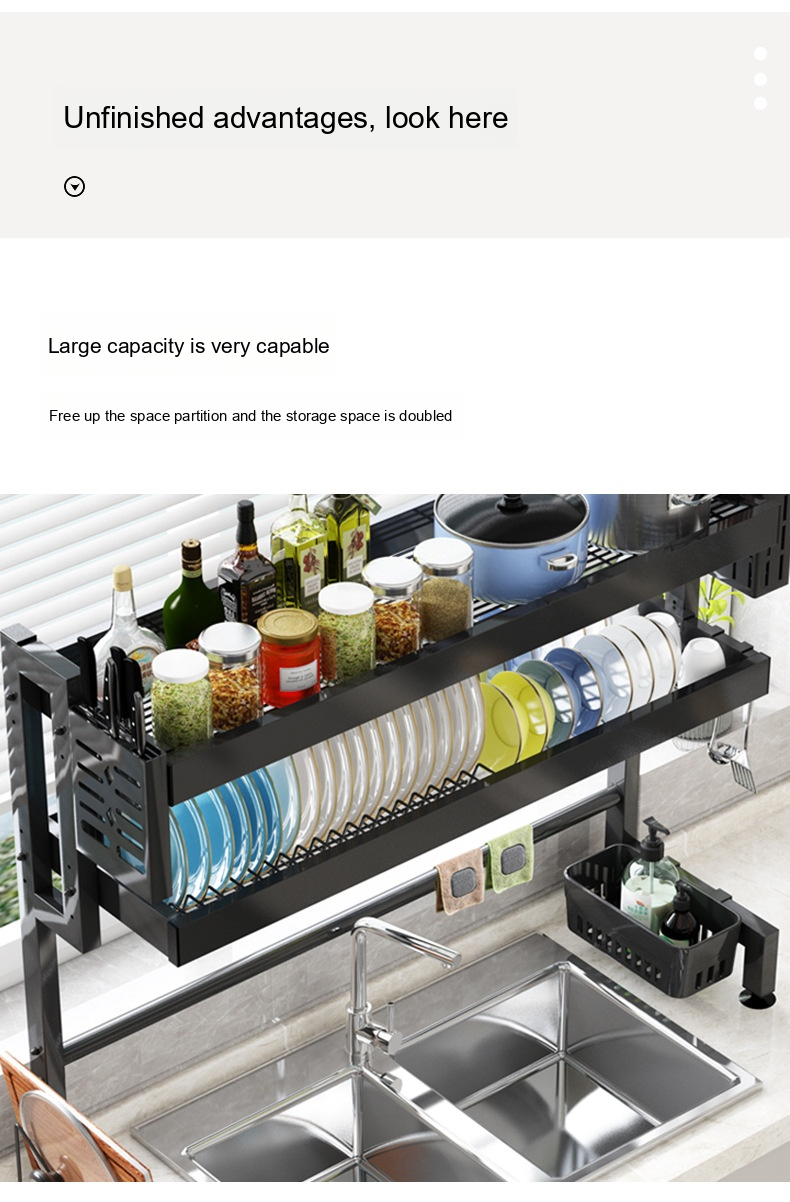 Unfinished advantages, look here
Large capacity is very capable
Free up the space partition and the storage space is doubled